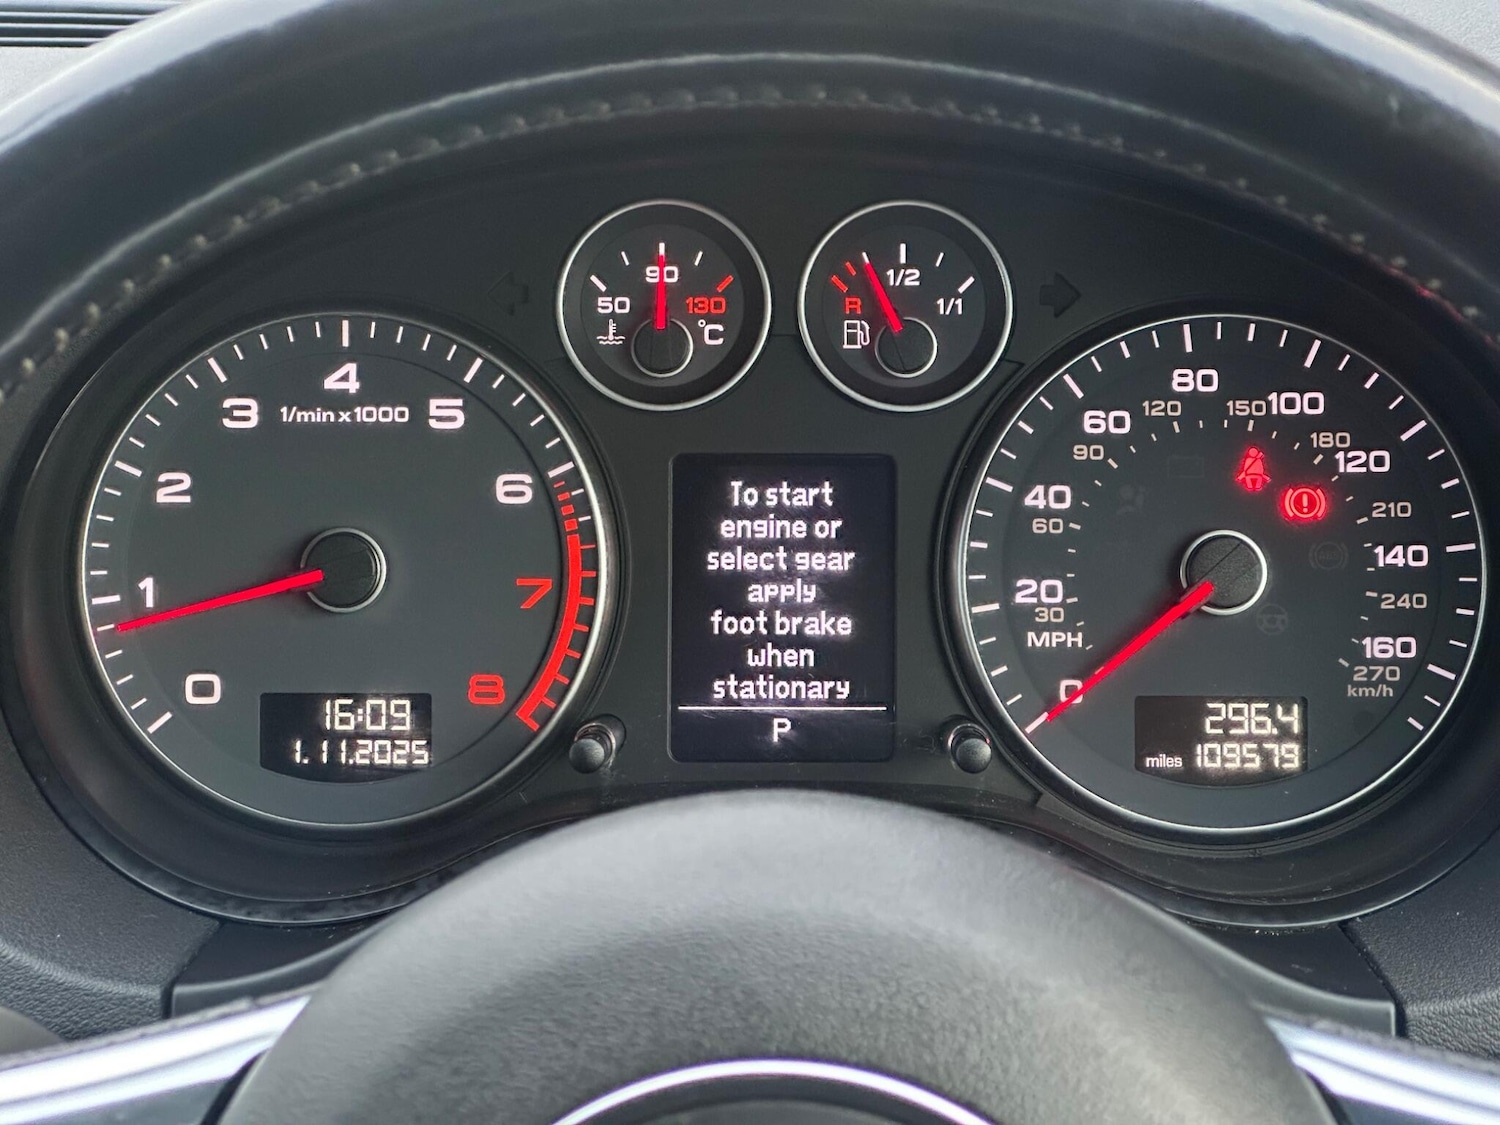 50
90
130
°C
R
1/2
1/1
0
1
2
3
4
5
6
7
8
1/min x 1000
16:09
1.11.2025
To start
engine or
select gear
apply
foot brake
when
stationary
P
0
20
40
60
80
100
120
140
160
MPH
30
60
90
120
150
180
210
240
270
km/h
296.4
miles 109579